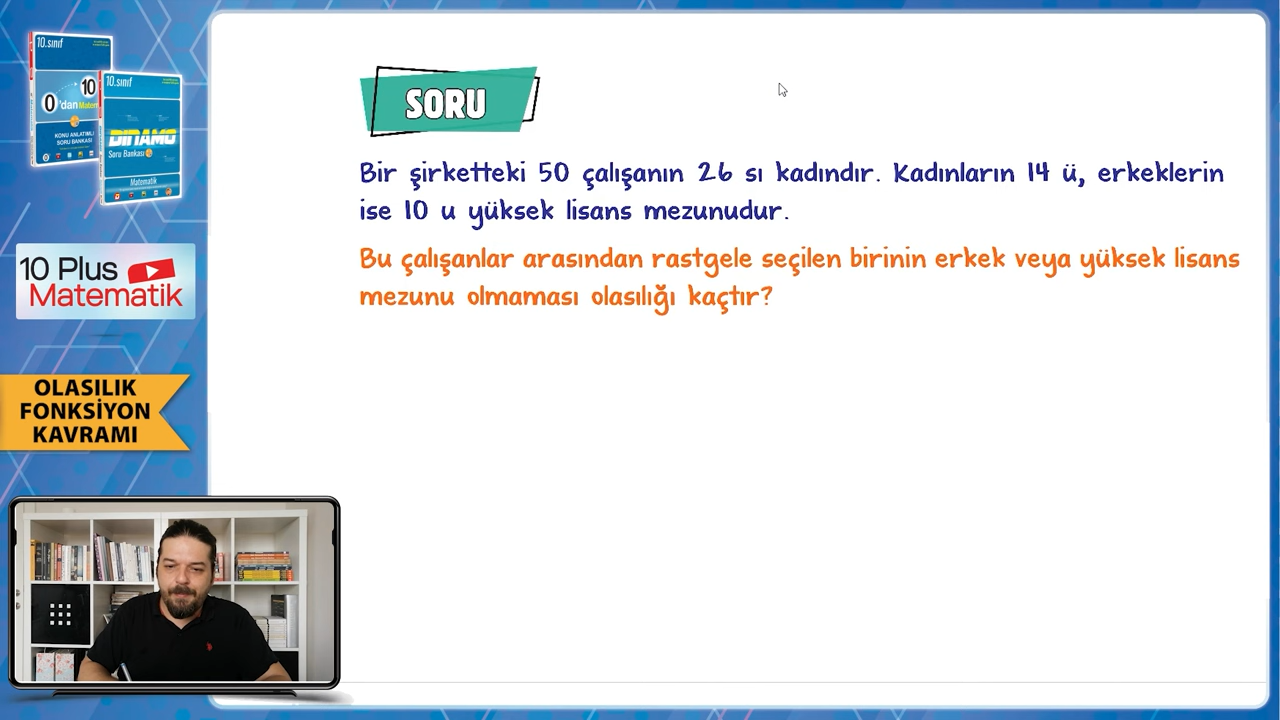 10.sınıf
10
0 'dan
KONU ANLATIMLI
SORU BANKASI
10.sınıf
DİNAMO
Soru Bankası
Matematik
10 Plus
Matematik
OLASILIK
FONKSİYON
KAVRAMI
SORU
Bir şirketteki 50 çalışanın 26 sı kadındır. Kadınların 14 ü, erkeklerin
ise 10 u yüksek lisans mezunudur.
Bu çalışanlar arasından rastgele seçilen birinin erkek veya yüksek lisans
mezunu olmaması olasılığı kaçtır?